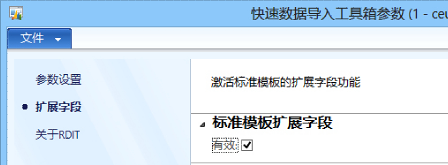 快速数据导入工具箱参数 (1 - ceu
文件
参数设置
扩展字段
关于RDIT
激活标准模板的扩展字段功能
标准模板扩展字段
有效: